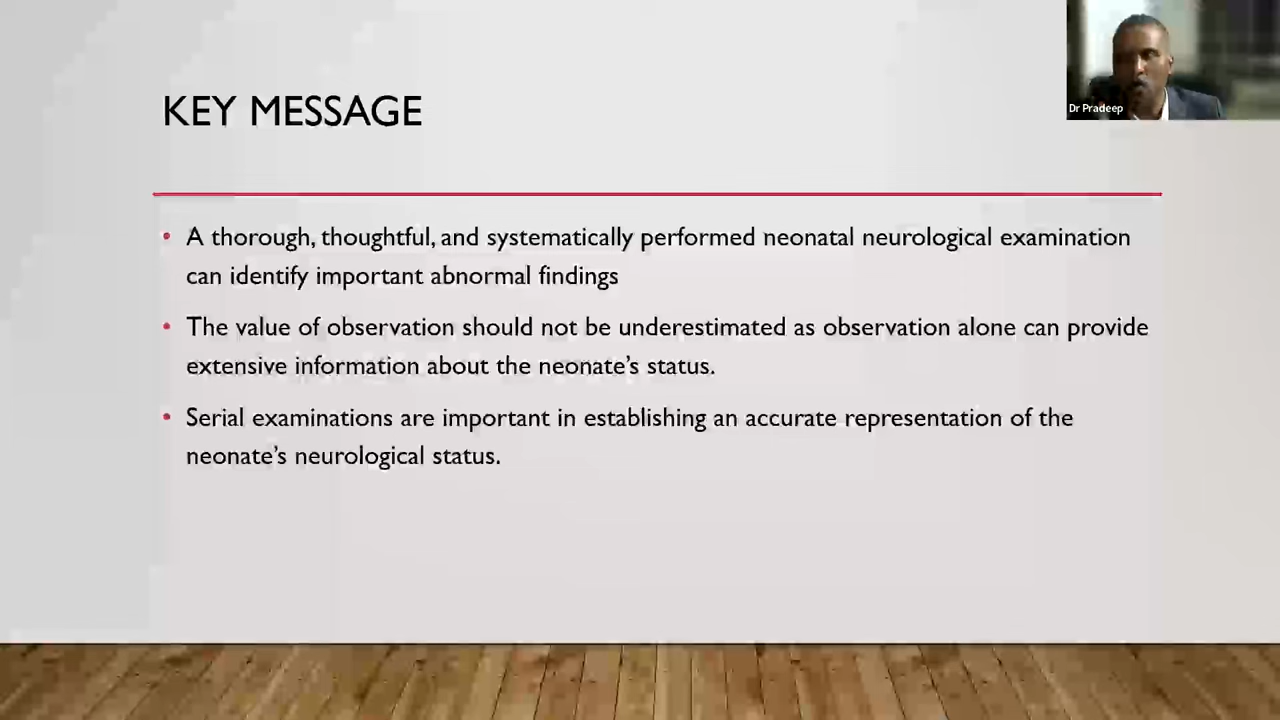 Dr Pradeep
KEY MESSAGE
• A thorough, thoughtful, and systematically performed neonatal neurological examination
can identify important abnormal findings
• The value of observation should not be underestimated as observation alone can provide
extensive information about the neonate's status.
• Serial examinations are important in establishing an accurate representation of the
neonate's neurological status.